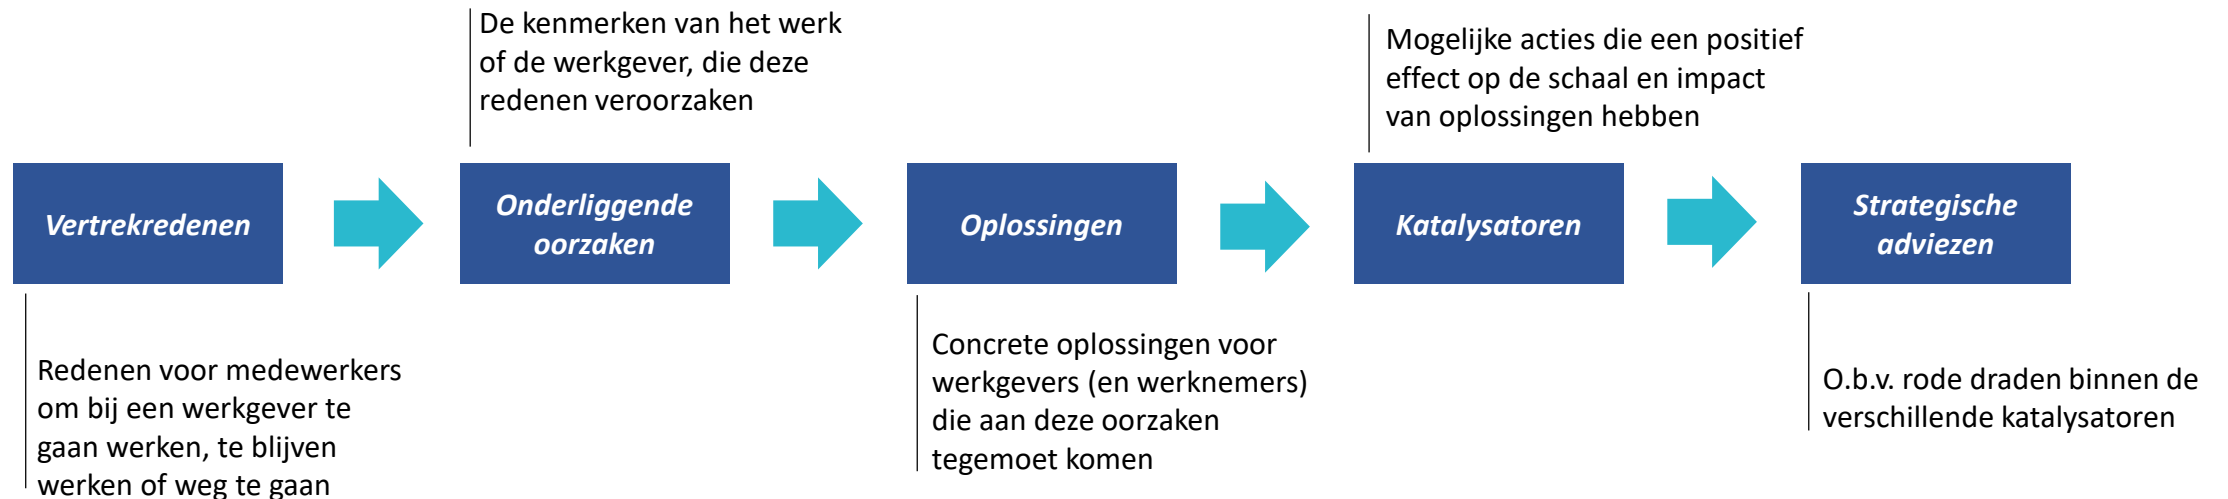 De kenmerken van het werk
of de werkgever, die deze
redenen veroorzaken
Mogelijke acties die een positief
effect op de schaal en impact
van oplossingen hebben
Vertrekredenen
Onderliggende
oorzaken
Oplossingen
Katalysatoren
Strategische
adviezen
Redenen voor medewerkers
om bij een werkgever te
gaan werken, te blijven
werken of weg te gaan
Concrete oplossingen voor
werkgevers (en werknemers)
die aan deze oorzaken
tegemoet komen
O.b.v. rode draden binnen de
verschillende katalysatoren